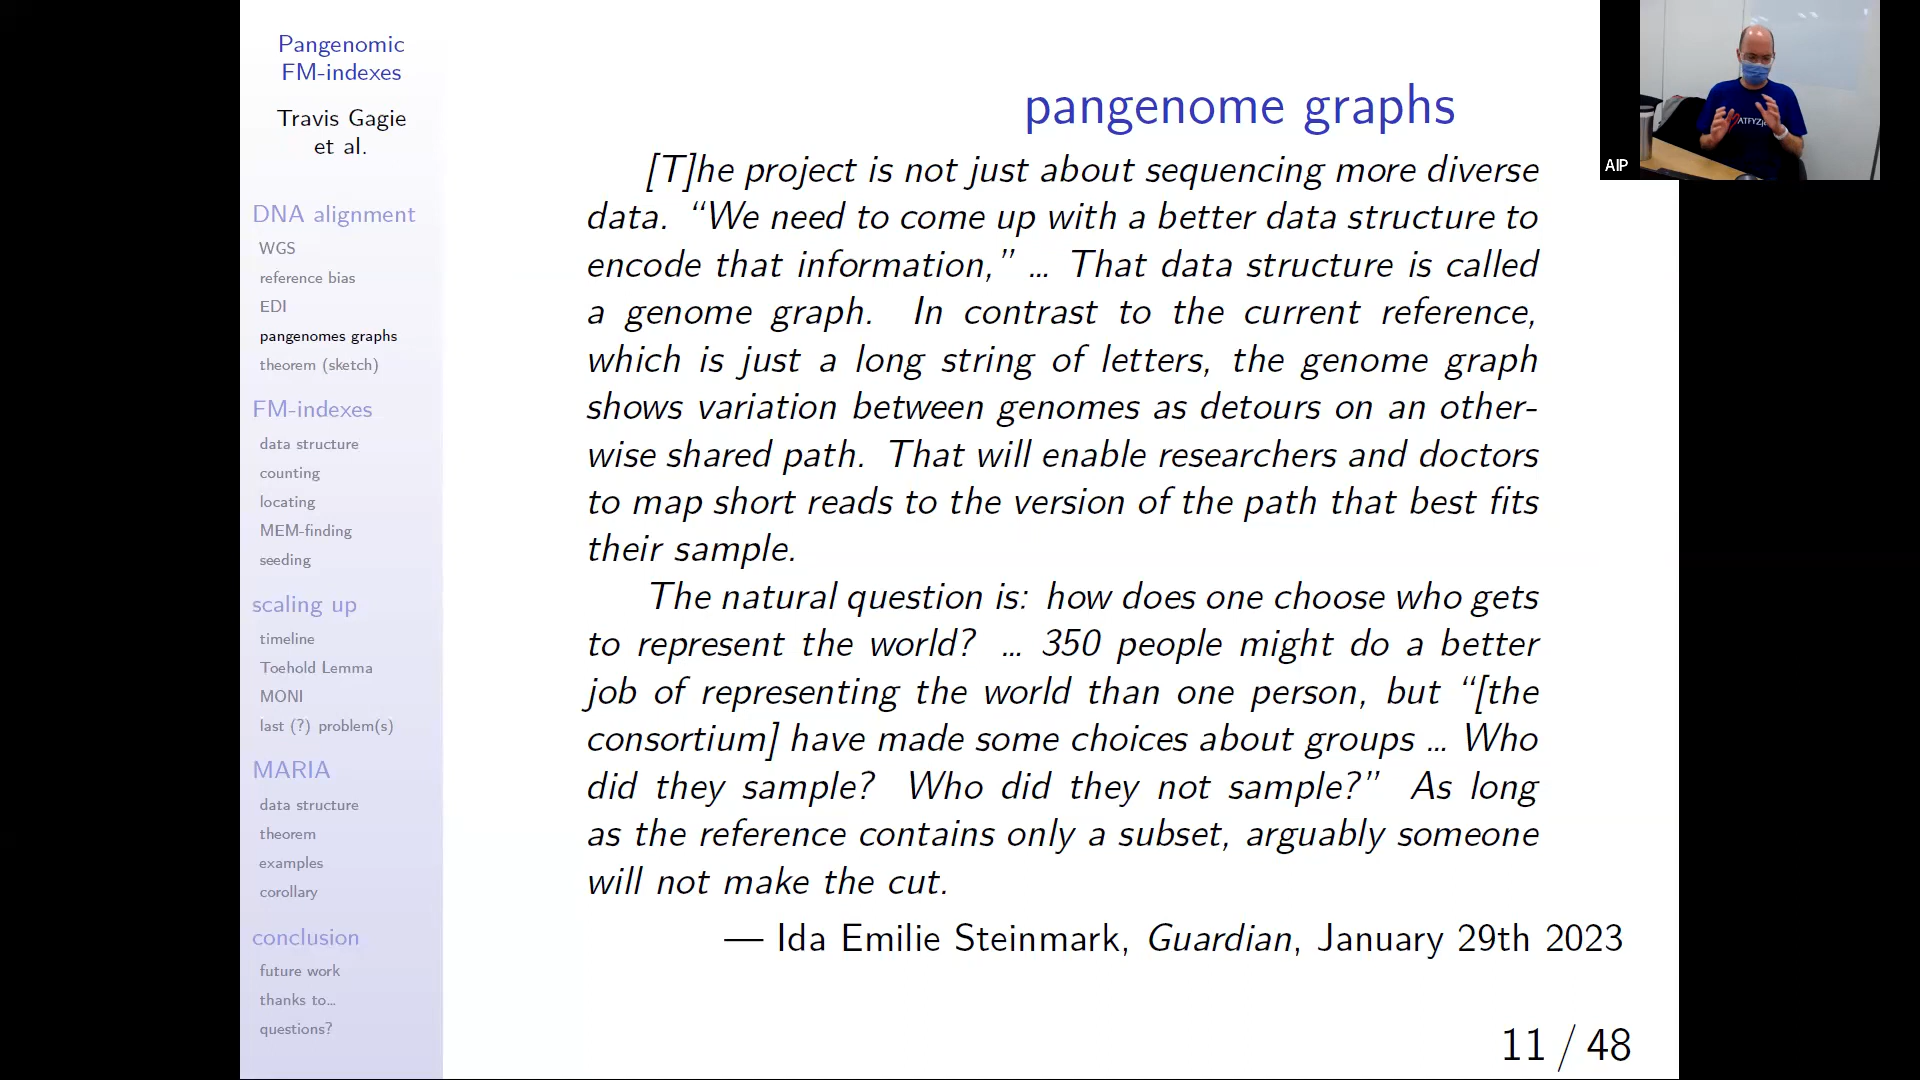 Pangenomic
FM-indexes
Travis Gagie
et al.
DNA alignment
WGS
reference bias
EDI
pangenomes graphs
theorem (sketch)
FM-indexes
data structure
counting
locating
MEM-finding
seeding
scaling up
timeline
Toehold Lemma
MONI
last (?) problem(s)
MARIA
data structure
theorem
examples
corollary
conclusion
future work
thanks to…
questions?
pangenome graphs
[T]he project is not just about sequencing more diverse
data. “We need to come up with a better data structure to
encode that information,” … That data structure is called
a genome graph. In contrast to the current reference,
which is just a long string of letters, the genome graph
shows variation between genomes as detours on an other-
wise shared path. That will enable researchers and doctors
to map short reads to the version of the path that best fits
their sample.
The natural question is: how does one choose who gets
to represent the world? … 350 people might do a better
job of representing the world than one person, but “[the
consortium] have made some choices about groups … Who
did they sample? Who did they not sample?” As long
as the reference contains only a subset, arguably someone
will not make the cut.
— Ida Emilie Steinmark, Guardian, January 29th 2023
11 / 48
AIP